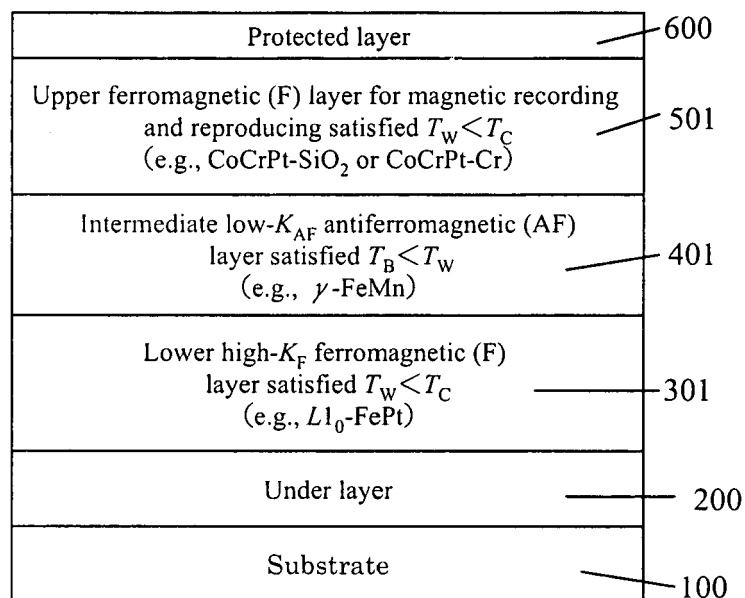 Protected layer
600
Upper ferromagnetic (F) layer for magnetic recording
and reproducing satisfied T_W<T_C
(e.g., CoCrPt-SiO₂ or CoCrPt-Cr)
501
Intermediate low-K_AF antiferromagnetic (AF)
layer satisfied T_B<T_W
(e.g., γ-FeMn)
401
Lower high-K_F ferromagnetic (F)
layer satisfied T_W<T_C
(e.g., L1₀-FePt)
301
Under layer
200
Substrate
100